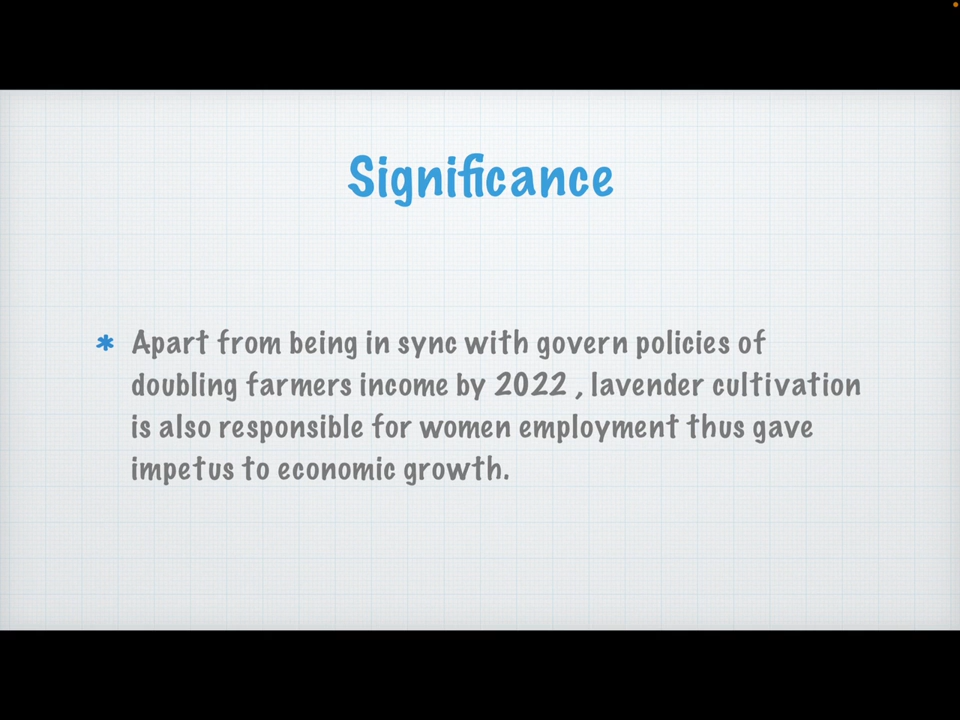 Significance
* Apart from being in sync with govern policies of
doubling farmers income by 2022 , lavender cultivation
is also responsible for women employment thus gave
impetus to economic growth.